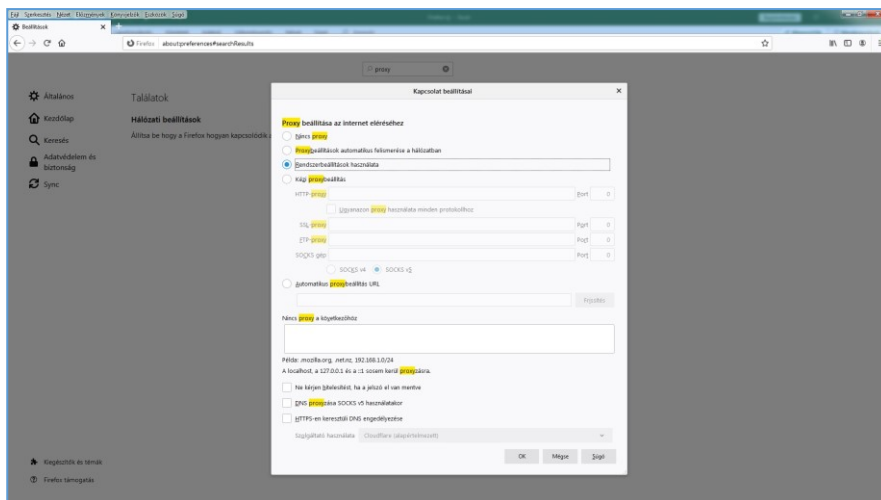 Fájl Szerkesztés Nézet Előzmények Könyvjelzők Eszközök Súgó
Beállítások
Firefox about:preferences#searchResults
proxy
Általános
Kezdőlap
Keresés
Adatvédelem és
biztonság
Sync
Kiegészítők és témák
Firefox támogatás
Találatok
Hálózati beállítások
Állítsa be hogy a Firefox hogyan kapcsolódik
Kapcsolat beállításai
Proxy beállítása az internet eléréséhez
Nincs proxy
Proxybeállítások automatikus felismerése a hálózatban
Rendszerbeállítások használata
Kézi proxybeállítás
HTTP-proxy Port 0
Ugyanazon proxy használata minden protokollhoz
SSL-proxy Port 0
FTP-proxy Port 0
SOCKS-gép Port 0
SOCKS v4 SOCKS v5
Automatikus proxybeállítás URL
Frissítés
Nincs proxy a következőhöz
Példa: .mozilla.org, .net.nz, 192.168.1.0/24
A localhost, a 127.0.0.1 és a ::1 sosem kerül proxyzásra.
Ne kérjen hitelesítést, ha a jelszó el van mentve
DNS proxyzása SOCKS v5 használatakor
HTTPS-en keresztüli DNS engedélyezése
Szolgáltató használata Cloudflare (alapértelmezett)
OK Mégse Súgó